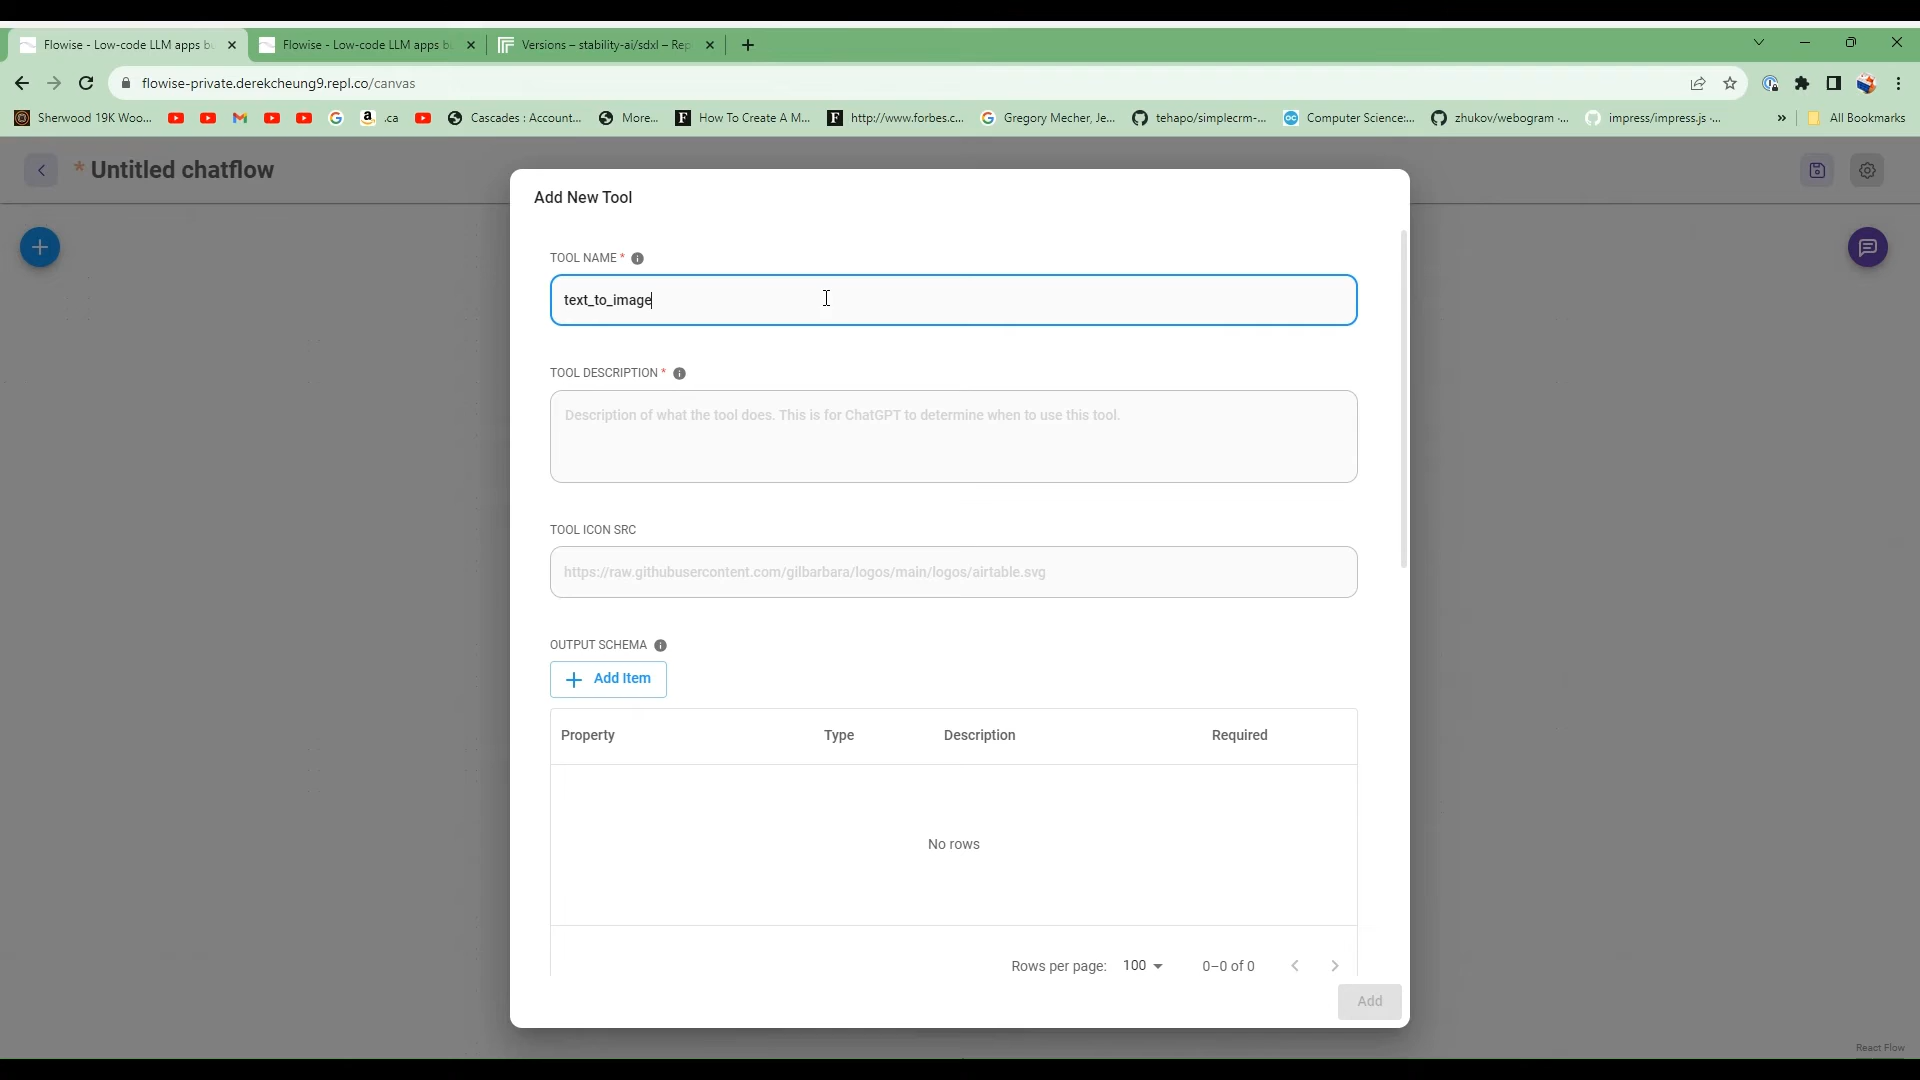 Flowise - Low-code LLM apps bu
Flowise - Low-code LLM apps b
Versions – stability-ai/sdxl – Rep
flowise-private.derekcheung9.repl.co/canvas
Sherwood 19K Woo...
.ca
Cascades : Account...
More...
How To Create A M...
http://www.forbes.c...
Gregory Mecher, Je...
tehapo/simplecrm-...
Computer Science:...
zhukov/webogram ·...
impress/impress.js ·...
»
All Bookmarks
* Untitled chatflow
Add New Tool
TOOL NAME *
text_to_image
TOOL DESCRIPTION *
Description of what the tool does. This is for ChatGPT to determine when to use this tool.
TOOL ICON SRC
https://raw.githubusercontent.com/gilbarbara/logos/main/logos/airtable.svg
OUTPUT SCHEMA
+ Add Item
Property Type Description Required
No rows
Rows per page: 100 0–0 of 0
Add
React Flow